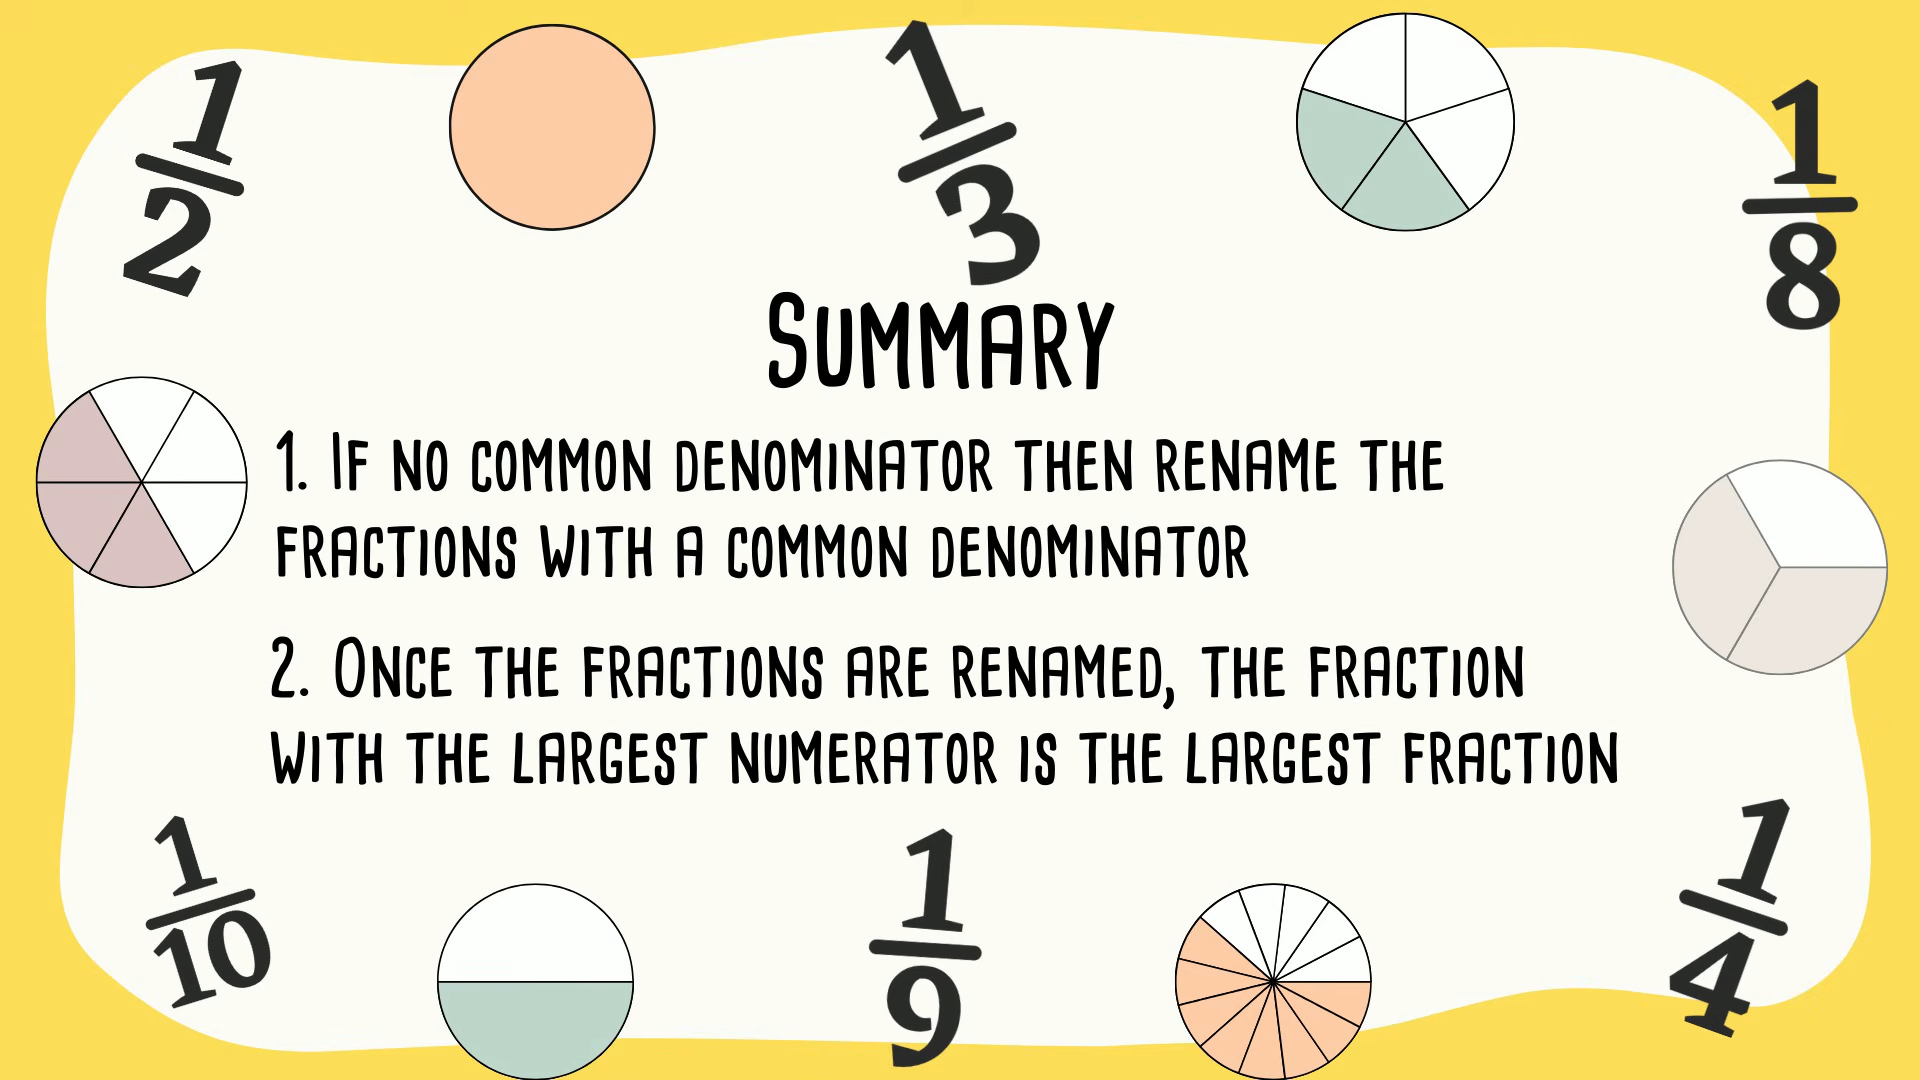 1
2
1
3
1
8
Summary
1. If no common denominator then rename the
fractions with a common denominator
2. Once the fractions are renamed, the fraction
with the largest numerator is the largest fraction
1
10
1
9
1
4